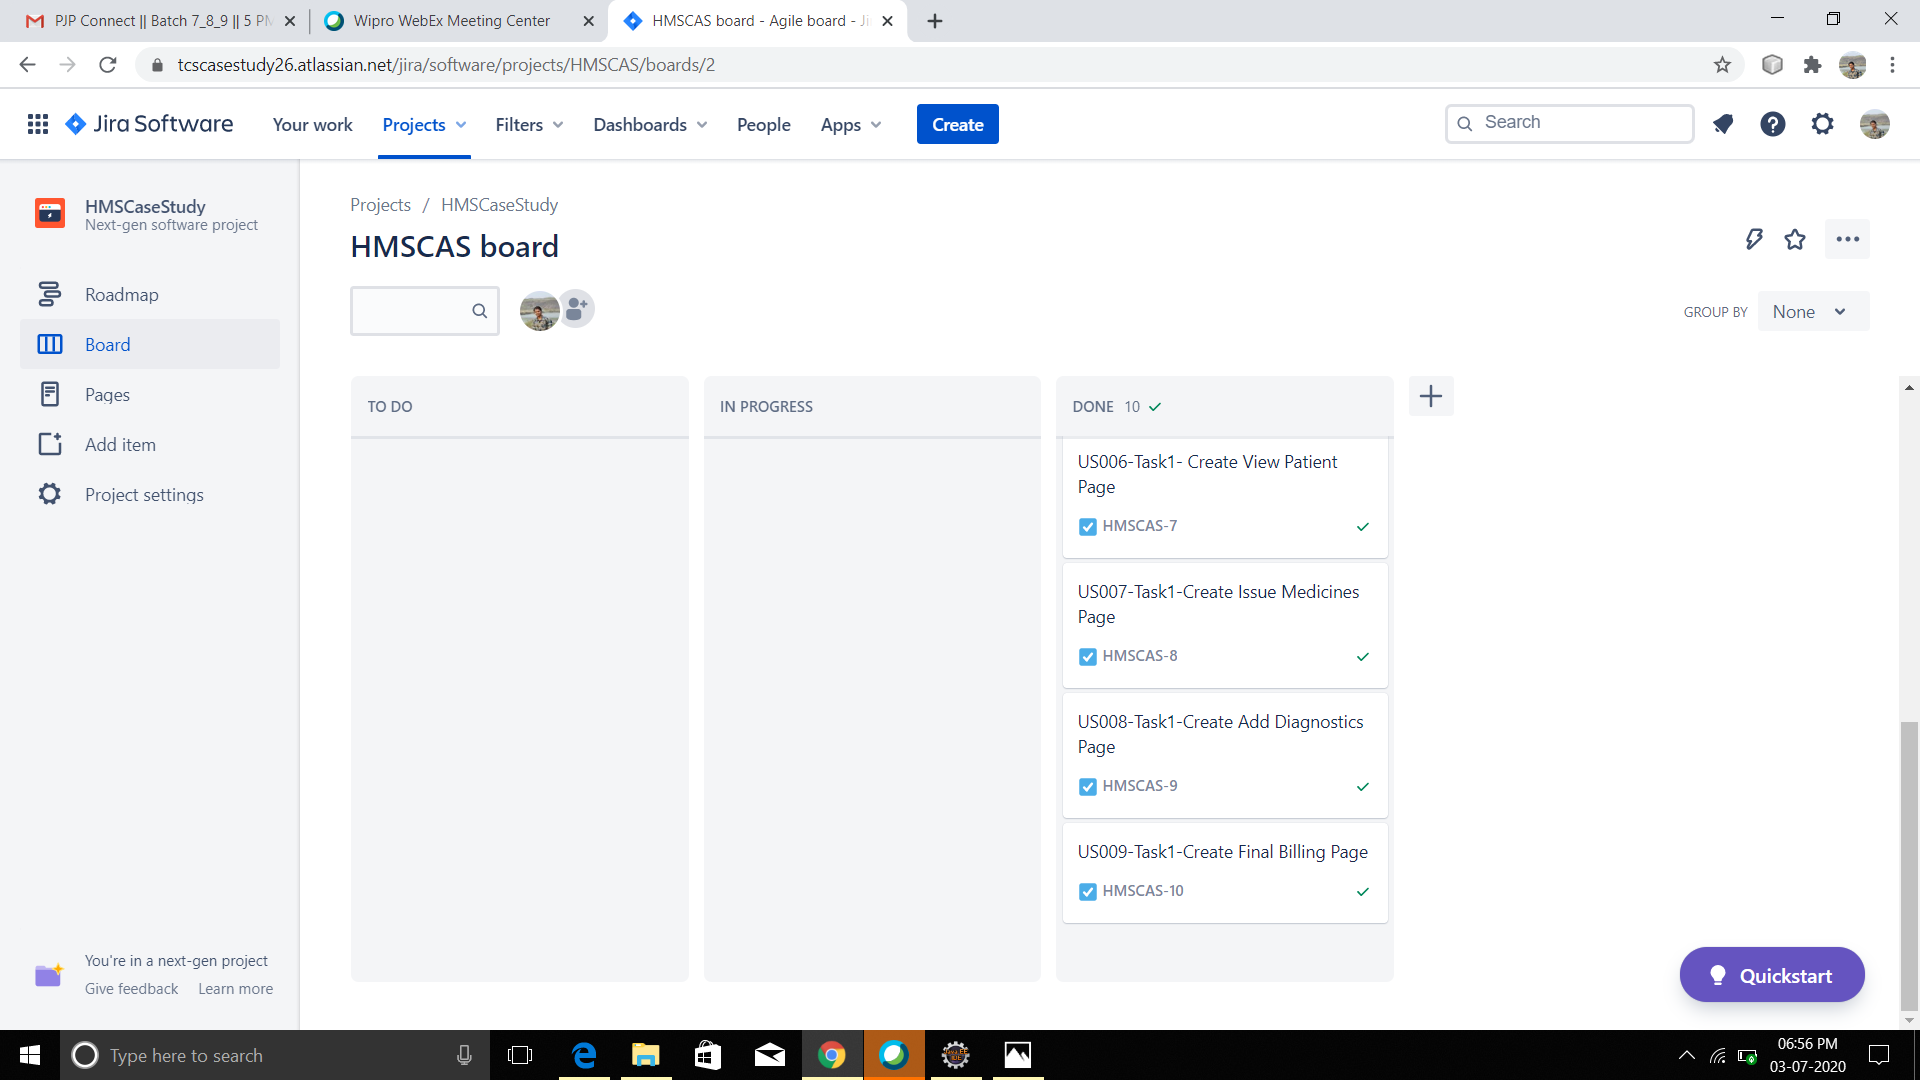 PJP Connect || Batch 7_8_9 || 5 PM
Wipro WebEx Meeting Center
HMSCAS board - Agile board - Ji
tcscasestudy26.atlassian.net/jira/software/projects/HMSCAS/boards/2
Jira Software
Your work
Projects
Filters
Dashboards
People
Apps
Create
Search
HMSCaseStudy
Next-gen software project
Roadmap
Board
Pages
Add item
Project settings
You're in a next-gen project
Give feedback
Learn more
Projects / HMSCaseStudy
HMSCAS board
GROUP BY
None
TO DO
IN PROGRESS
DONE 10
US006-Task1- Create View Patient
Page
HMSCAS-7
US007-Task1-Create Issue Medicines
Page
HMSCAS-8
US008-Task1-Create Add Diagnostics
Page
HMSCAS-9
US009-Task1-Create Final Billing Page
HMSCAS-10
Quickstart
Type here to search
06:56 PM
03-07-2020